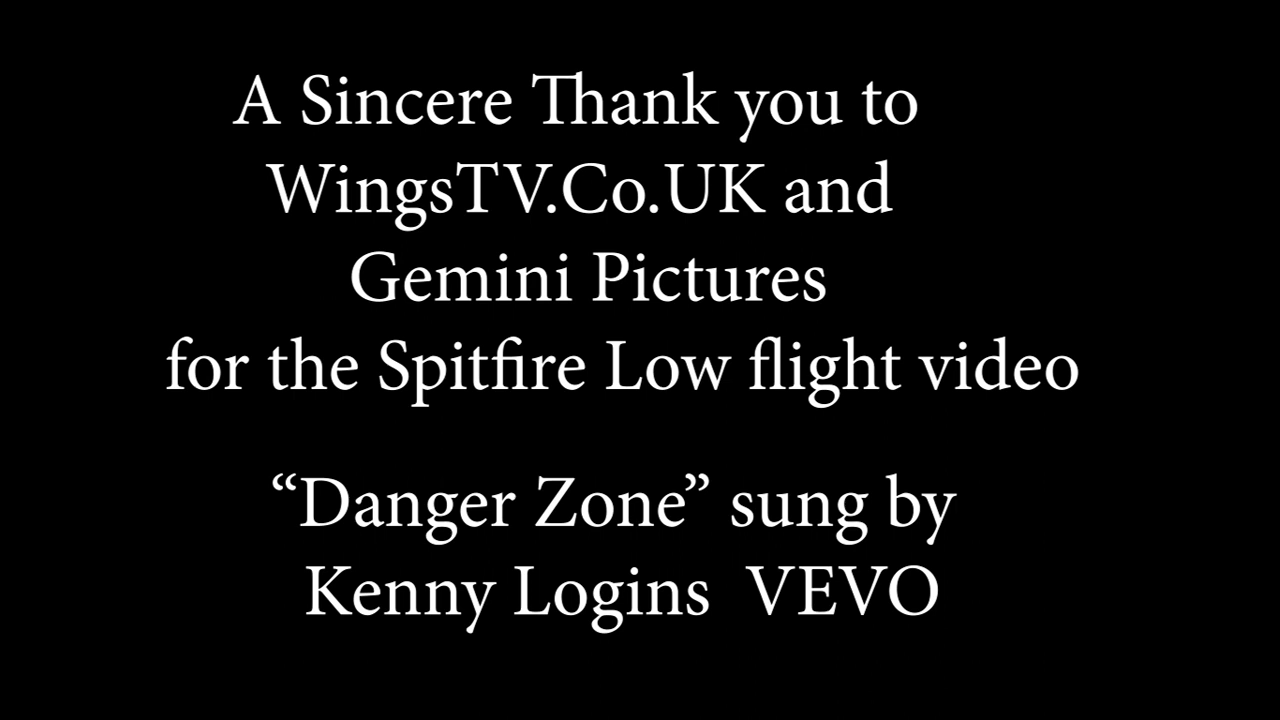 A Sincere Thank you to
WingsTV.Co.UK and
Gemini Pictures
for the Spitfire Low flight video
“Danger Zone” sung by
Kenny Logins  VEVO